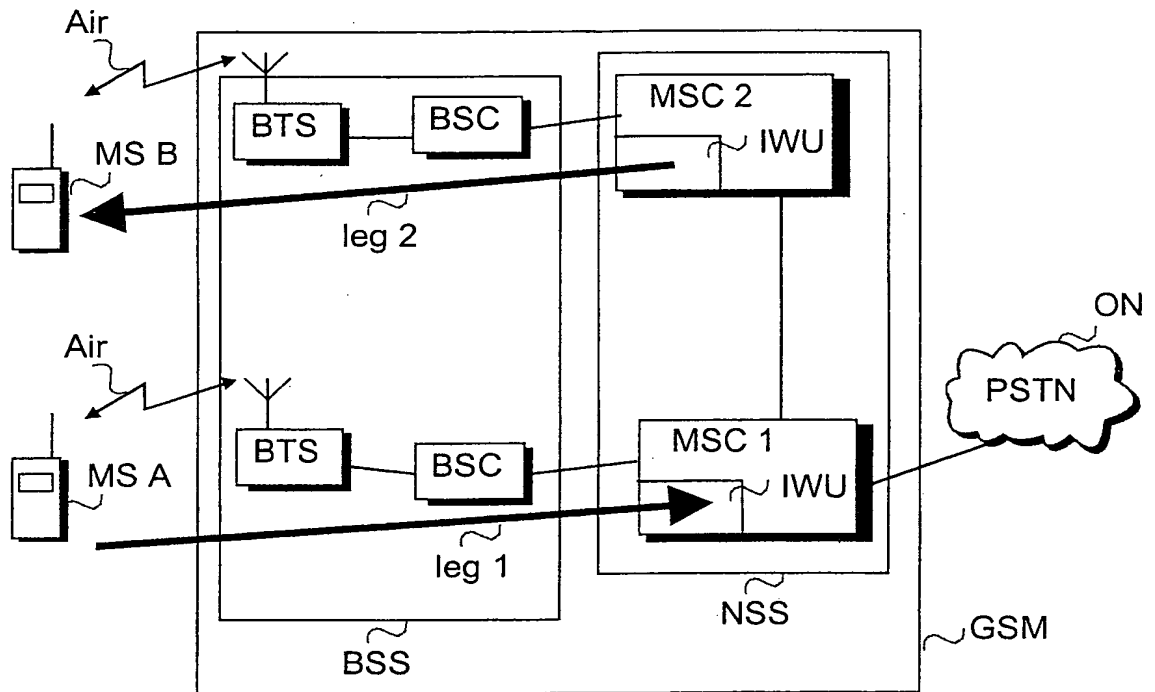 Air
MSC 2
BTS
BSC
IWU
MS B
leg 2
ON
Air
PSTN
MSC 1
BTS
BSC
MS A
IWU
leg 1
NSS
GSM
BSS